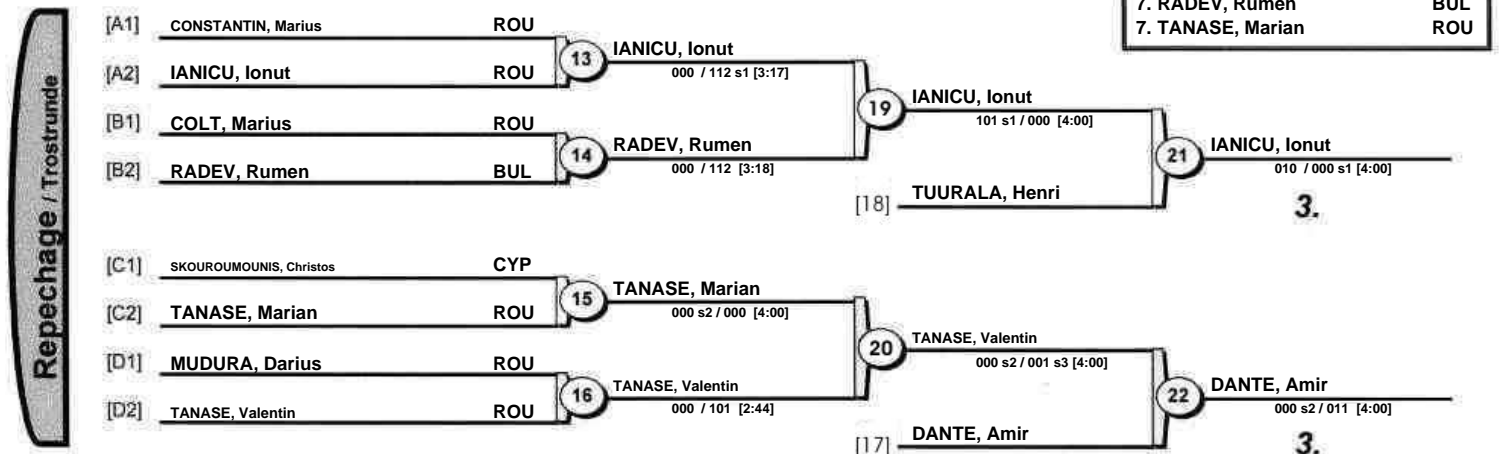 7. RADEV, Rumen BUL
7. TANASE, Marian ROU
Repechage / Trostrunde
[A1] CONSTANTIN, Marius ROU
[A2] IANICU, Ionut ROU
13 IANICU, Ionut
000 / 112 s1 [3:17]
[B1] COLT, Marius ROU
[B2] RADEV, Rumen BUL
14 RADEV, Rumen
000 / 112 [3:18]
19 IANICU, Ionut
101 s1 / 000 [4:00]
[18] TUURALA, Henri
21 IANICU, Ionut
010 / 000 s1 [4:00]
3.
[C1] SKOUROUMOUNIS, Christos CYP
[C2] TANASE, Marian ROU
15 TANASE, Marian
000 s2 / 000 [4:00]
[D1] MUDURA, Darius ROU
[D2] TANASE, Valentin ROU
16 TANASE, Valentin
000 / 101 [2:44]
20 TANASE, Valentin
000 s2 / 001 s3 [4:00]
[17] DANTE, Amir
22 DANTE, Amir
000 s2 / 011 [4:00]
3.